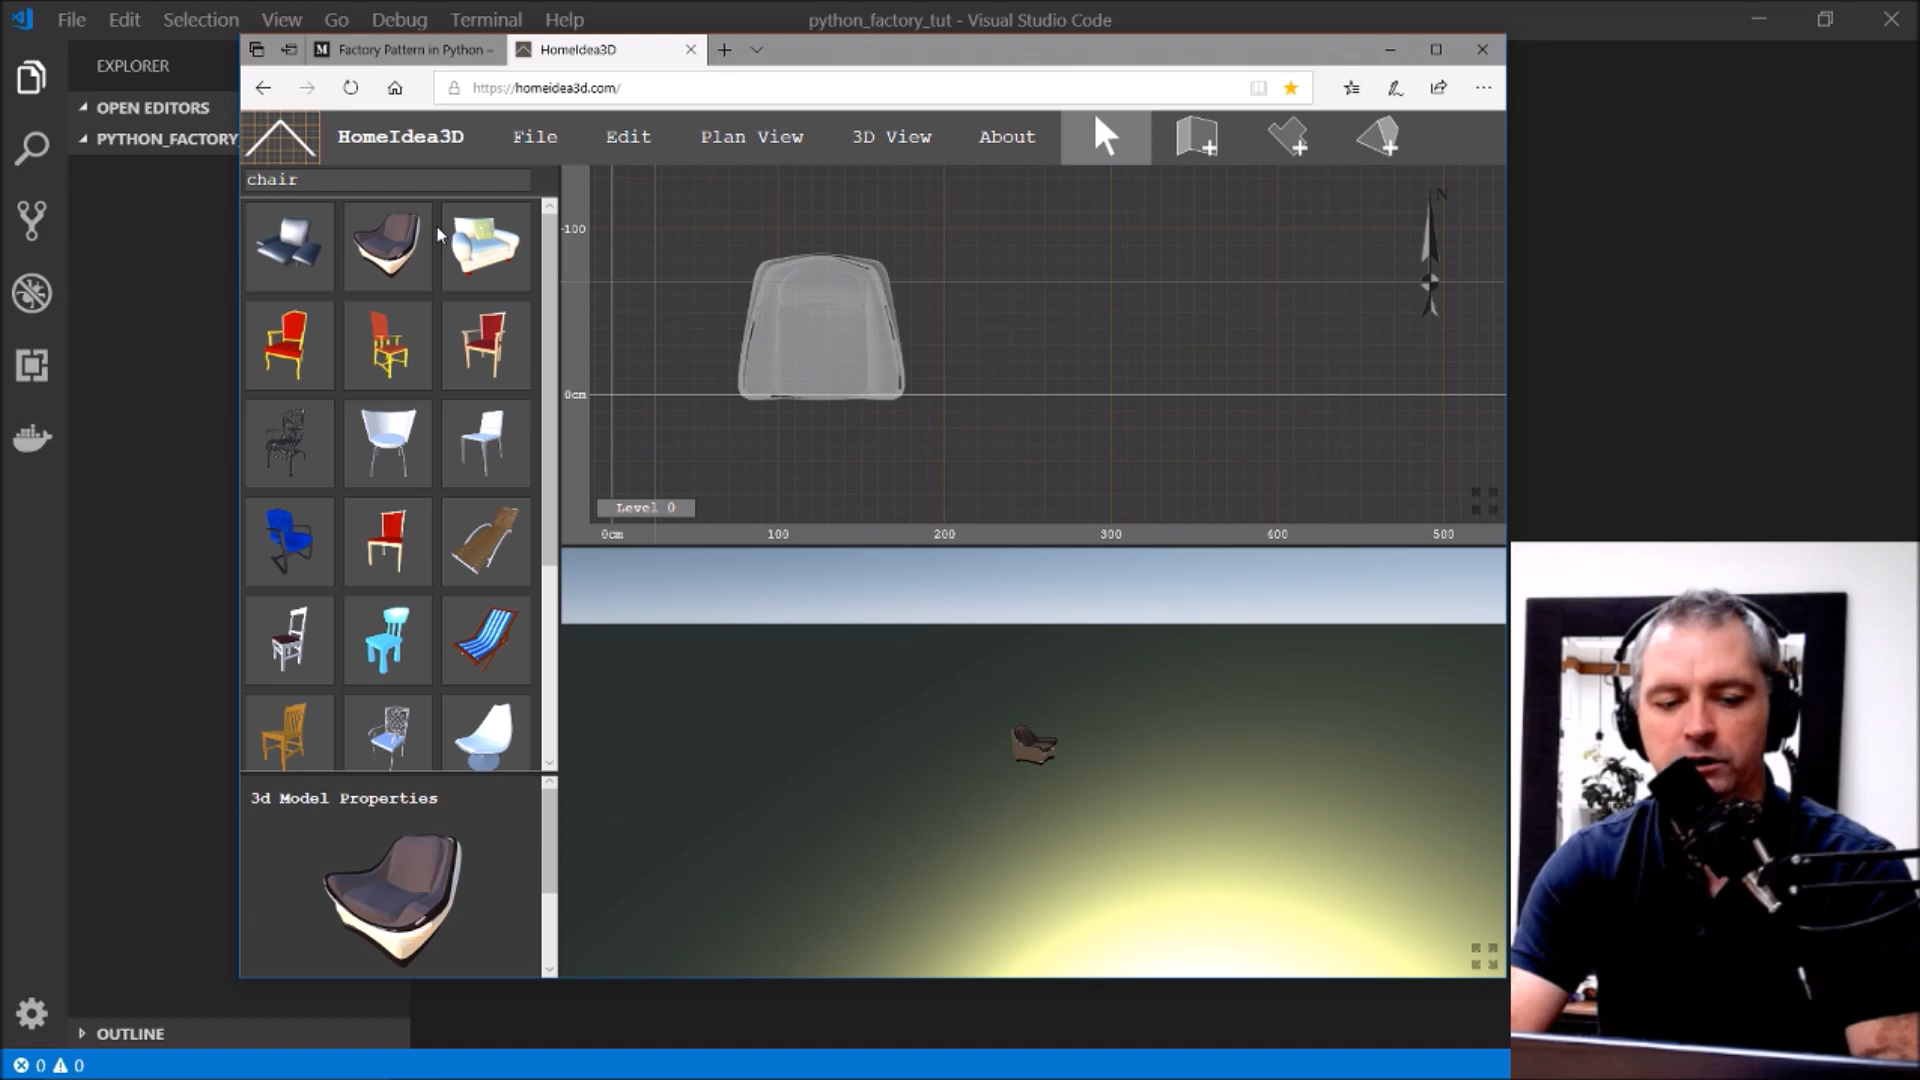 File Edit Selection View Go Debug Terminal Help
python_factory_tut - Visual Studio Code
EXPLORER
OPEN EDITORS
PYTHON_FACTORY_
Factory Pattern in Python –
HomeIdea3D
https://homeidea3d.com/
HomeIdea3D File Edit Plan View 3D View About
chair
N
-100
0cm
Level 0
0cm 100 200 300 400 500
3d Model Properties
OUTLINE
0 0